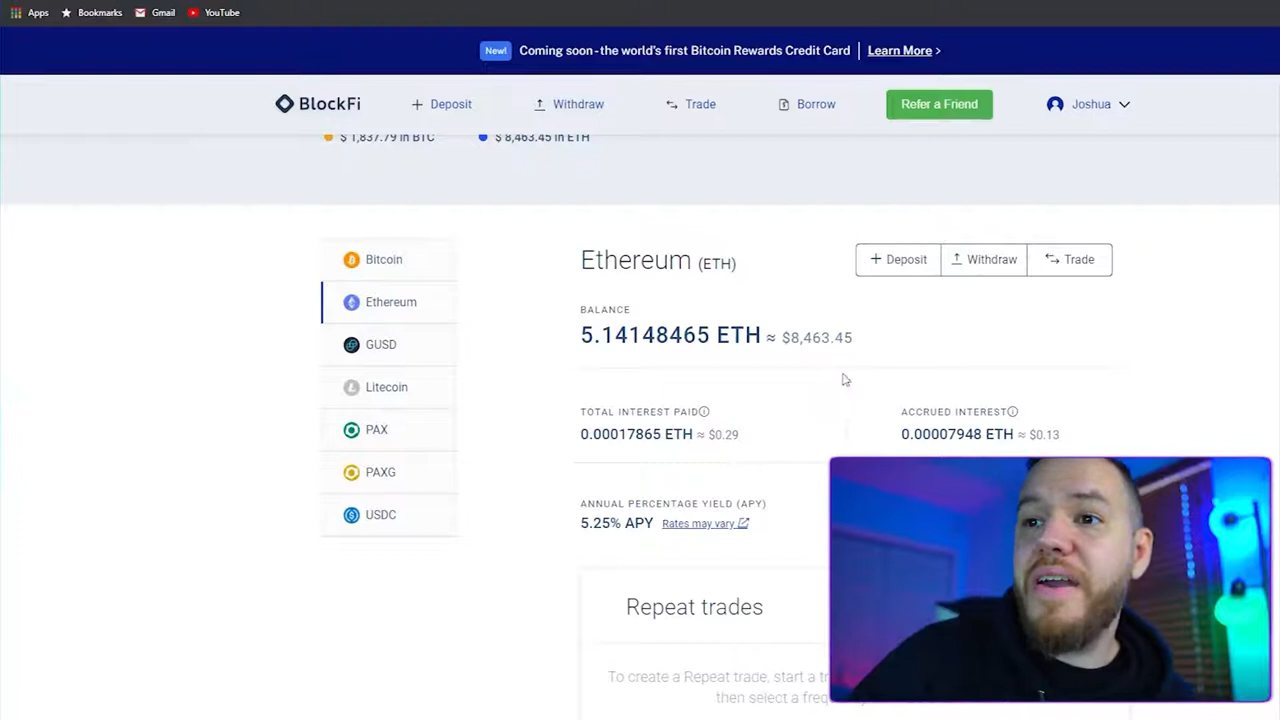 Apps Bookmarks Gmail YouTube
New! Coming soon - the world's first Bitcoin Rewards Credit Card | Learn More >
BlockFi + Deposit Withdraw Trade Borrow Refer a Friend Joshua
$ 1,837.79 in BTC $ 8,463.45 in ETH
Bitcoin
Ethereum
GUSD
Litecoin
PAX
PAXG
USDC
Ethereum (ETH)
+ Deposit Withdraw Trade
BALANCE
5.14148465 ETH ≈ $8,463.45
TOTAL INTEREST PAID ACCRUED INTEREST
0.00017865 ETH ≈ $0.29 0.00007948 ETH ≈ $0.13
ANNUAL PERCENTAGE YIELD (APY)
5.25% APY Rates may vary
Repeat trades
To create a Repeat trade, start a
then select a